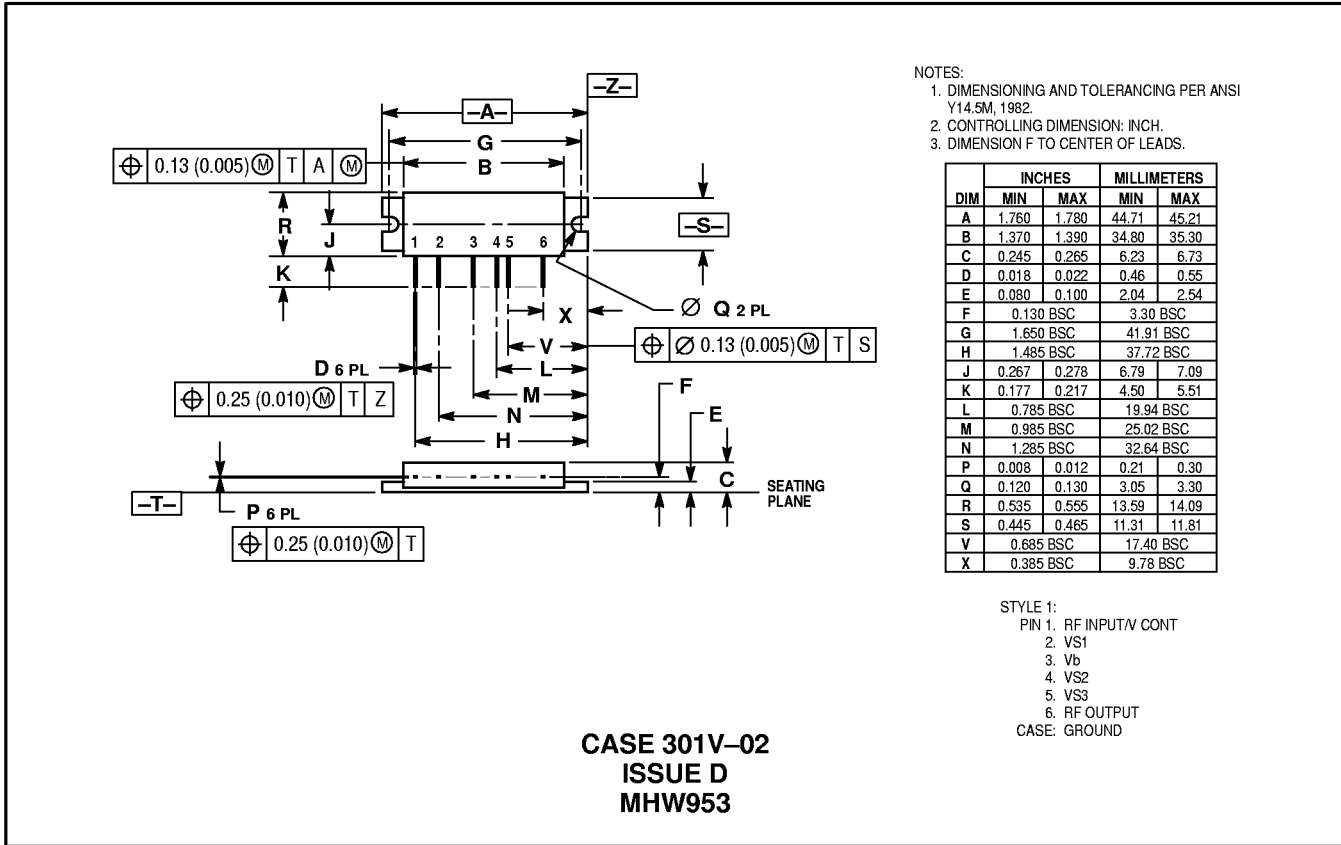 –Z–
–A–
G
⌖ 0.13 (0.005) Ⓜ T A Ⓜ
B
R
J
K
–S–
1 2 3 4 5 6
X
Ø Q 2 PL
V
⌖ Ø 0.13 (0.005) Ⓜ T S
D 6 PL
L
⌖ 0.25 (0.010) Ⓜ T Z
M
F
N
E
H
C
SEATING
PLANE
–T–
P 6 PL
⌖ 0.25 (0.010) Ⓜ T
NOTES:
1. DIMENSIONING AND TOLERANCING PER ANSI
Y14.5M, 1982.
2. CONTROLLING DIMENSION: INCH.
3. DIMENSION F TO CENTER OF LEADS.
INCHES MILLIMETERS
DIM MIN MAX MIN MAX
A 1.760 1.780 44.71 45.21
B 1.370 1.390 34.80 35.30
C 0.245 0.265 6.23 6.73
D 0.018 0.022 0.46 0.55
E 0.080 0.100 2.04 2.54
F 0.130 BSC 3.30 BSC
G 1.650 BSC 41.91 BSC
H 1.485 BSC 37.72 BSC
J 0.267 0.278 6.79 7.09
K 0.177 0.217 4.50 5.51
L 0.785 BSC 19.94 BSC
M 0.985 BSC 25.02 BSC
N 1.285 BSC 32.64 BSC
P 0.008 0.012 0.21 0.30
Q 0.120 0.130 3.05 3.30
R 0.535 0.555 13.59 14.09
S 0.445 0.465 11.31 11.81
V 0.685 BSC 17.40 BSC
X 0.385 BSC 9.78 BSC
STYLE 1:
PIN 1. RF INPUT/V CONT
2. VS1
3. Vb
4. VS2
5. VS3
6. RF OUTPUT
CASE: GROUND
CASE 301V–02
ISSUE D
MHW953